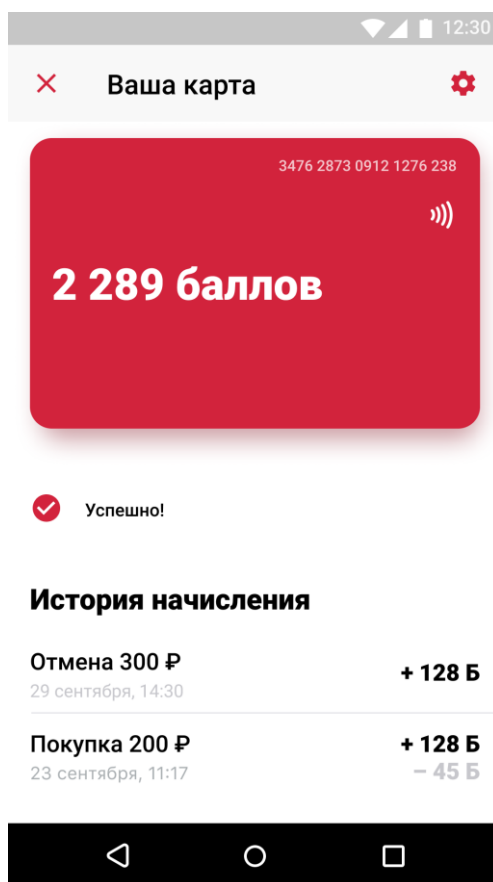 12:30
Ваша карта
3476 2873 0912 1276 238
2 289 баллов
Успешно!
История начисления
Отмена 300 ₽
+ 128 Б
29 сентября, 14:30
Покупка 200 ₽
+ 128 Б
23 сентября, 11:17
– 45 Б